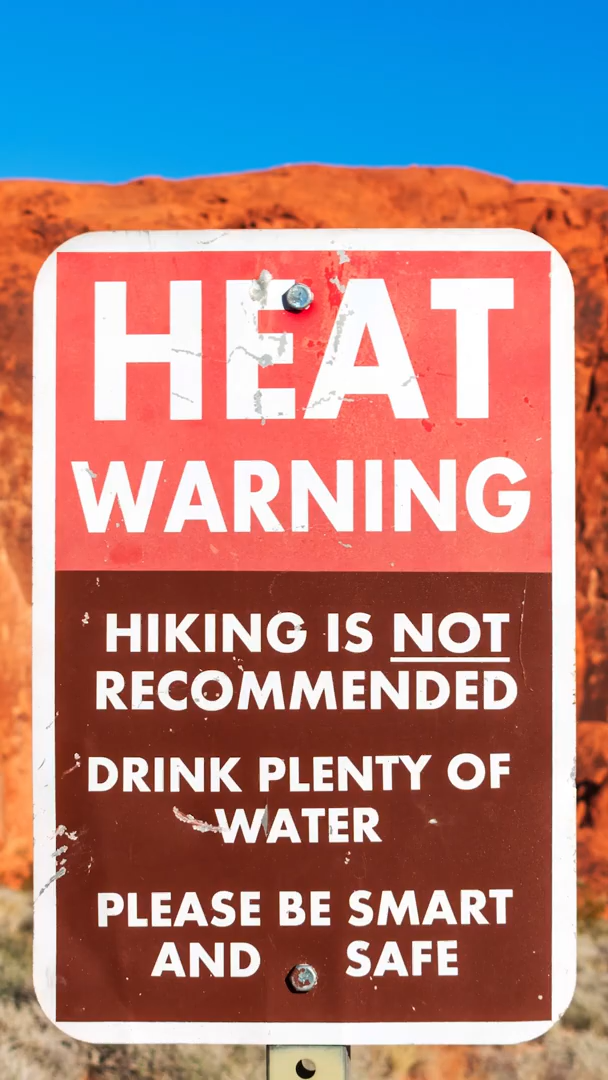 HEAT
WARNING
HIKING IS NOT
RECOMMENDED
DRINK PLENTY OF
WATER
PLEASE BE SMART
AND SAFE